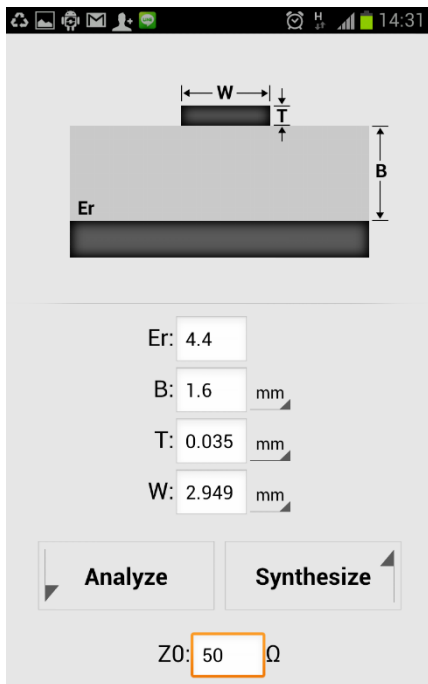 H 14:31
W
T
B
Er
Er: 4.4
B: 1.6 mm
T: 0.035 mm
W: 2.949 mm
Analyze Synthesize
Z0: 50 Ω